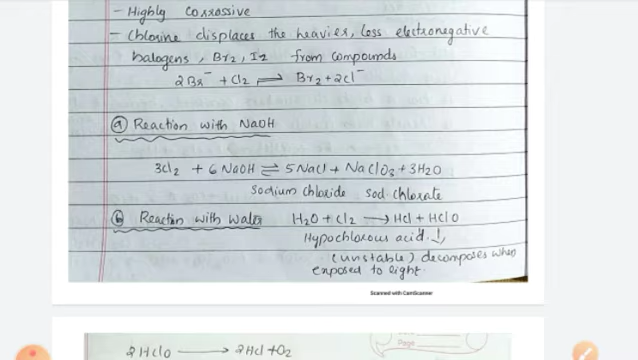 - Highly corrossive
- Chlorine displaces the heavier, less electronegative
halogens, Br2, I2 from compounds
2Br⁻ + Cl2 ⇌ Br2 + 2Cl⁻
(a) Reaction with NaOH
3Cl2 + 6NaOH ⇌ 5NaCl + NaClO3 + 3H2O
sodium chloride sod. chlorate
(b) Reaction with Water H2O + Cl2 → HCl + HClO
Hypochlorous acid. ↓
(unstable) decomposes when
exposed to light.
Scanned with CamScanner
Page
2HClO → 2HCl + O2